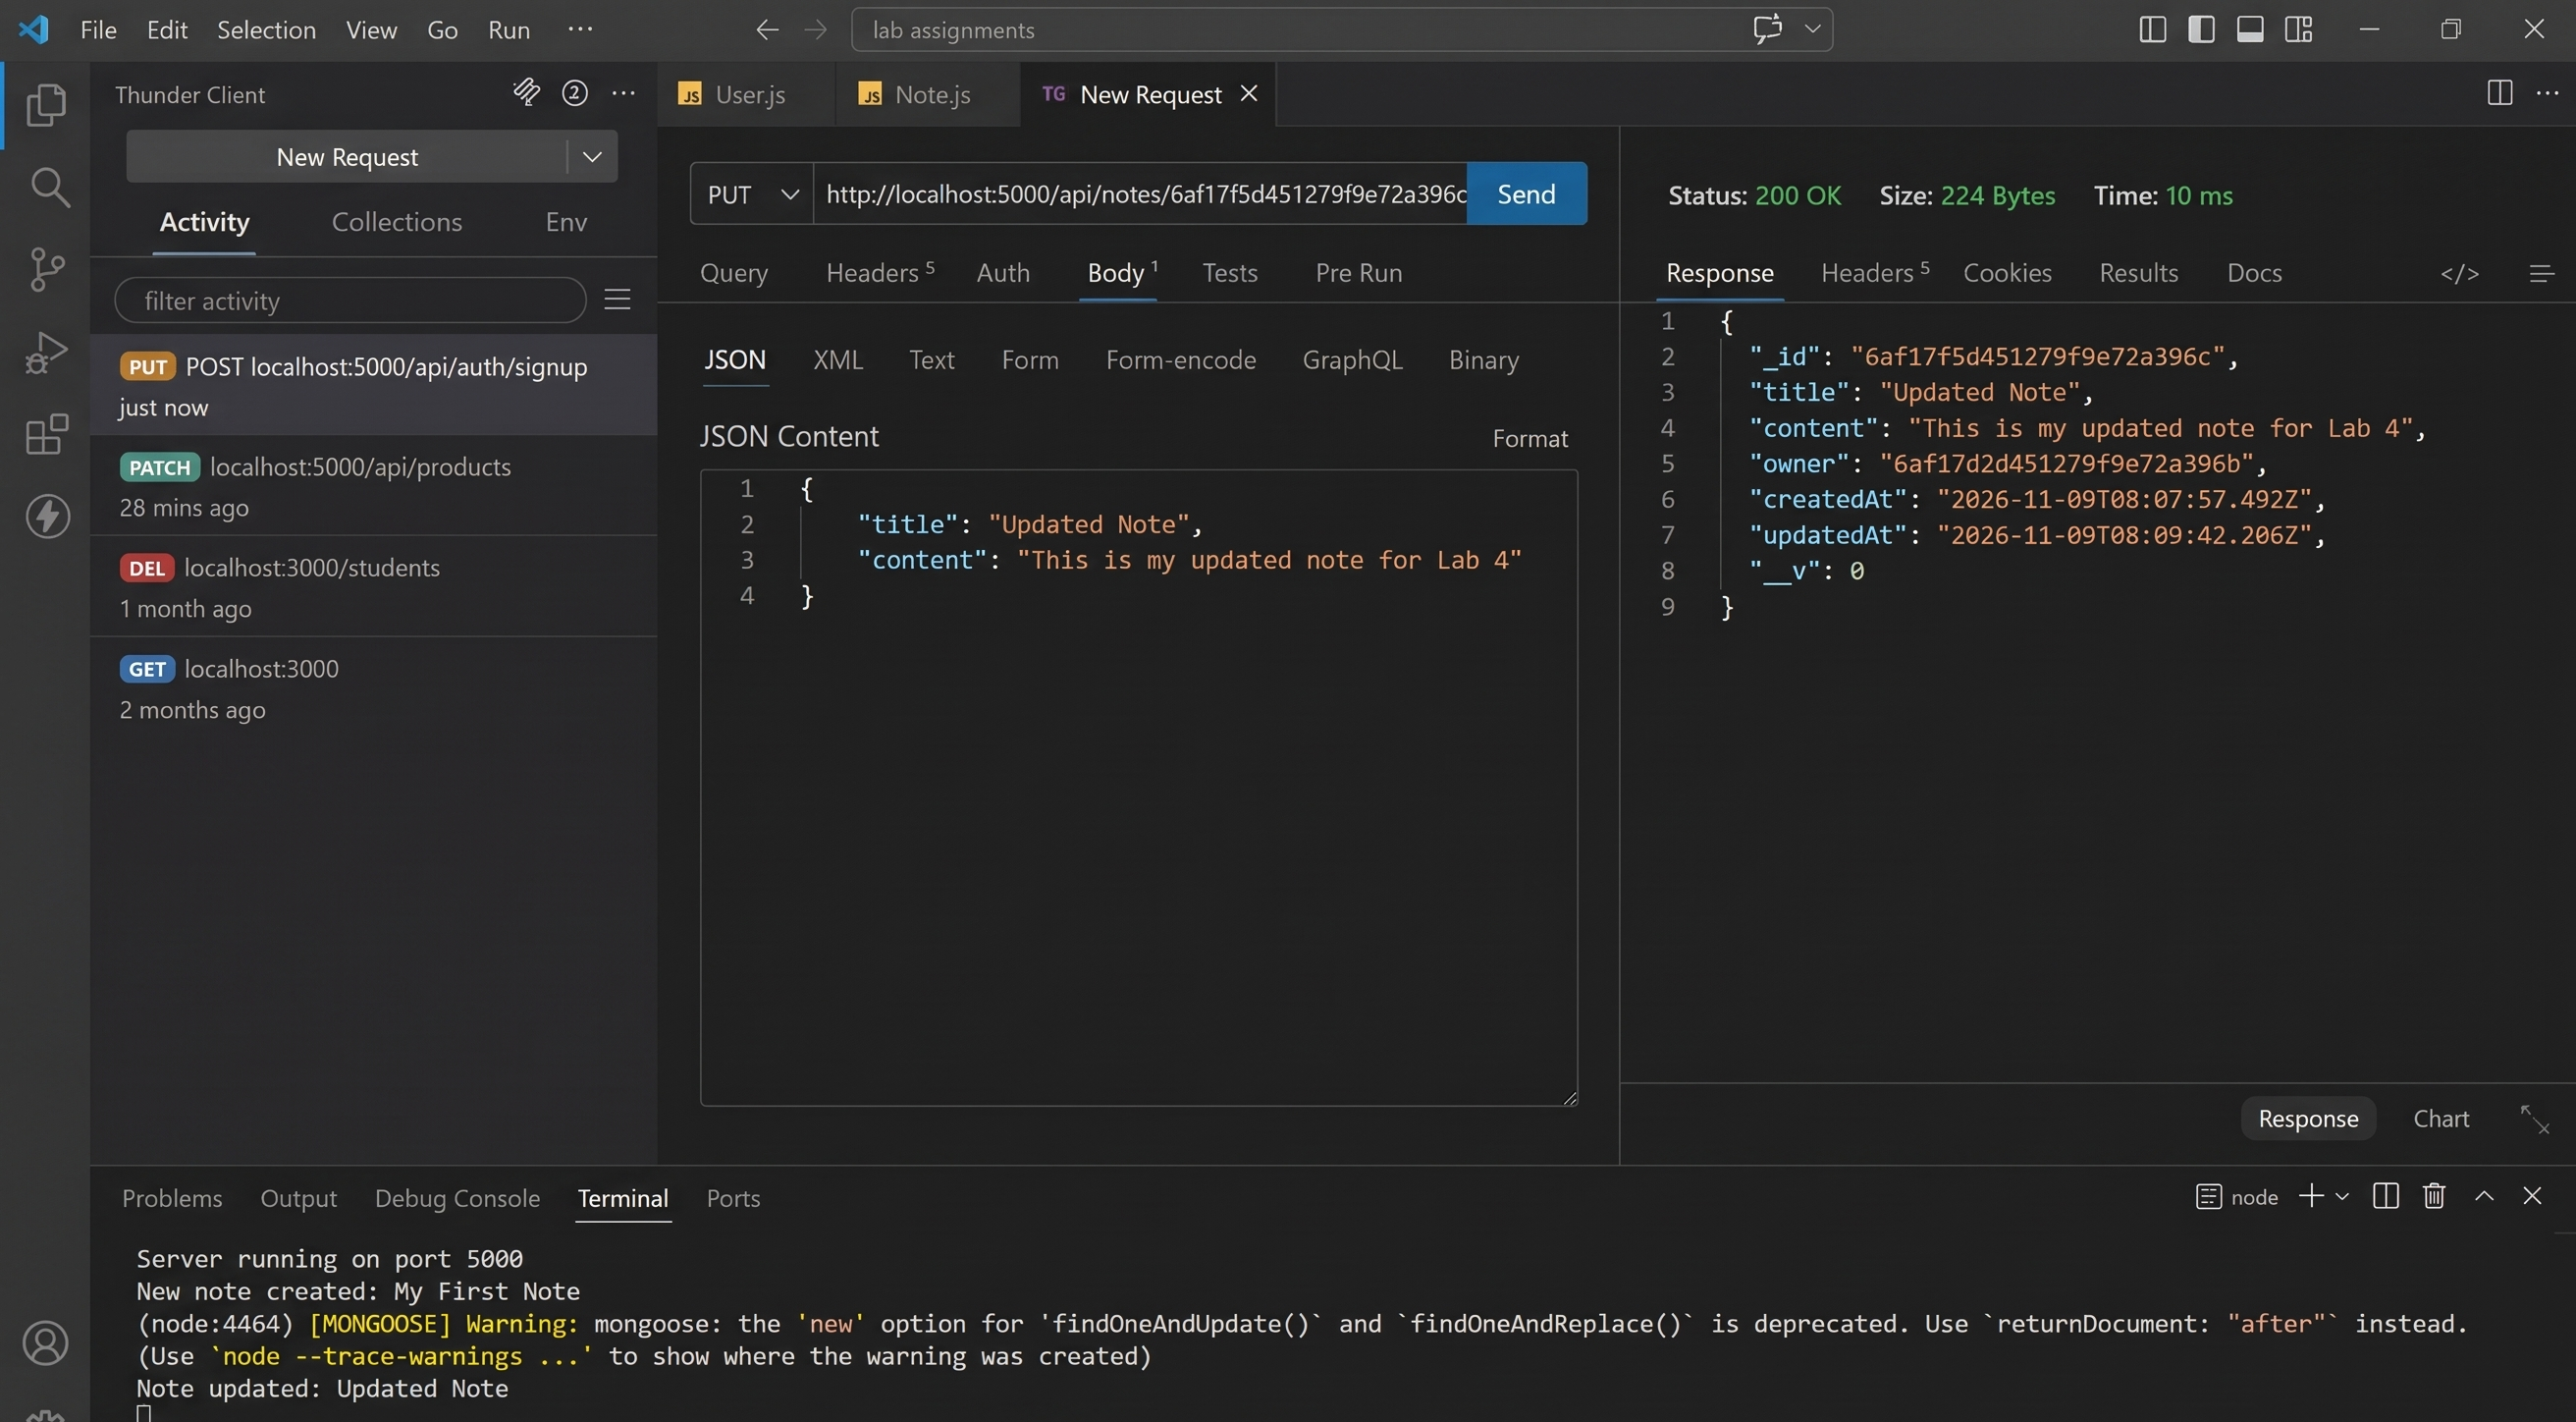 File Edit Selection View Go Run ···
lab assignments
Thunder Client 2 ···
New Request
Activity Collections Env
filter activity
PUT POST localhost:5000/api/auth/signup
just now
PATCH localhost:5000/api/products
28 mins ago
DEL localhost:3000/students
1 month ago
GET localhost:3000
2 months ago
JS User.js JS Note.js TG New Request
PUT http://localhost:5000/api/notes/6af17f5d451279f9e72a396c Send
Query Headers 5 Auth Body 1 Tests Pre Run
JSON XML Text Form Form-encode GraphQL Binary
JSON Content Format
1 {
2 "title": "Updated Note",
3 "content": "This is my updated note for Lab 4"
4 }
Status: 200 OK Size: 224 Bytes Time: 10 ms
Response Headers 5 Cookies Results Docs </>
1 {
2 "_id": "6af17f5d451279f9e72a396c",
3 "title": "Updated Note",
4 "content": "This is my updated note for Lab 4",
5 "owner": "6af17d2d451279f9e72a396b",
6 "createdAt": "2026-11-09T08:07:57.492Z",
7 "updatedAt": "2026-11-09T08:09:42.206Z",
8 "__v": 0
9 }
Response Chart
Problems Output Debug Console Terminal Ports
node
Server running on port 5000
New note created: My First Note
(node:4464) [MONGOOSE] Warning: mongoose: the 'new' option for 'findOneAndUpdate()` and `findOneAndReplace()` is deprecated. Use `returnDocument: "after"` instead.
(Use `node --trace-warnings ...' to show where the warning was created)
Note updated: Updated Note